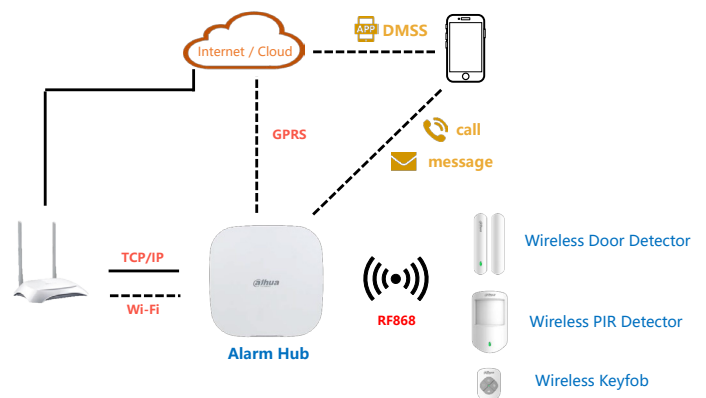 APP DMSS
Internet / Cloud
GPRS
call
message
TCP/IP
Wi-Fi
alhua
RF868
Alarm Hub
Wireless Door Detector
Wireless PIR Detector
Wireless Keyfob